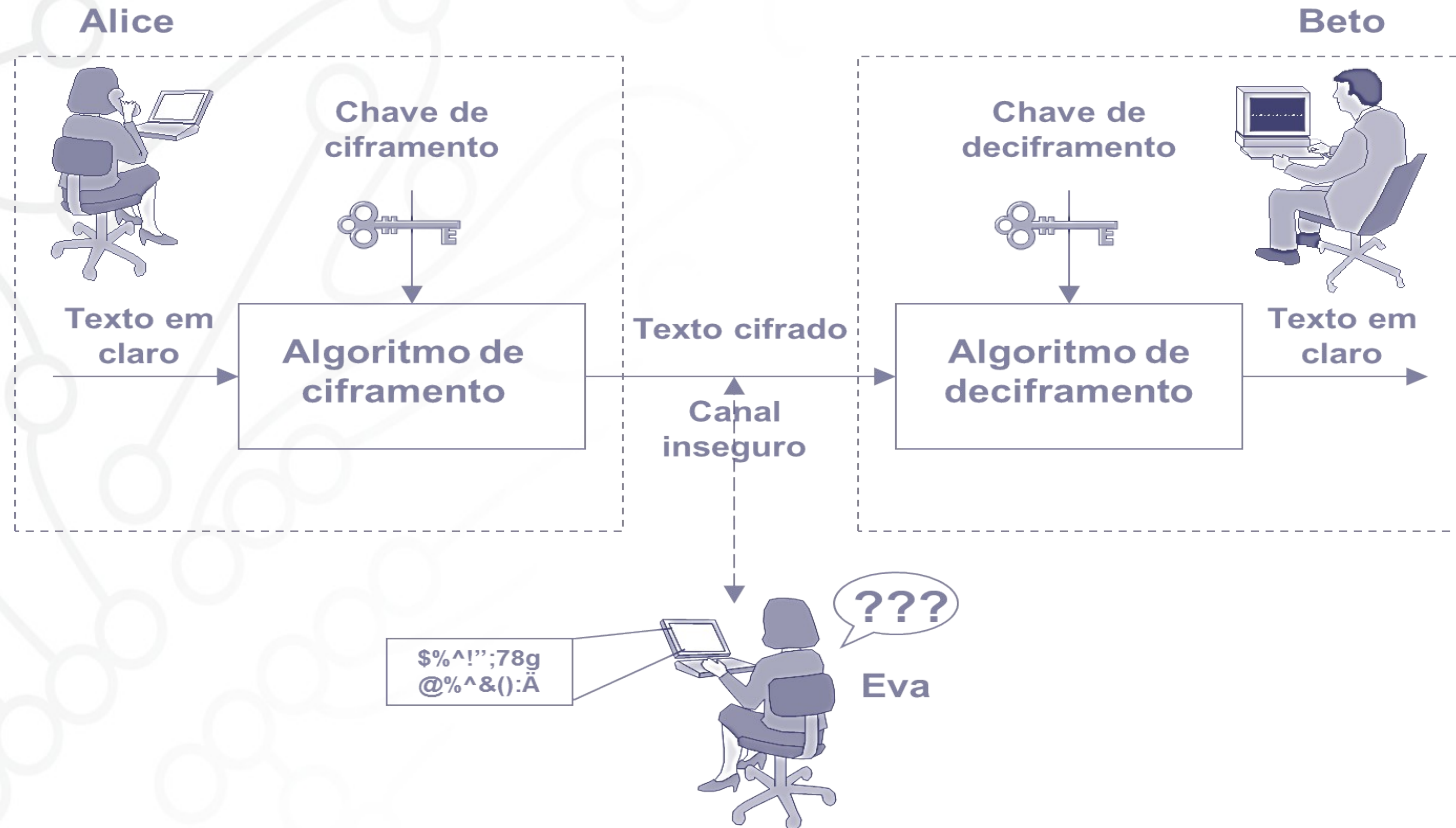 Alice
Beto
Chave de
ciframento
Chave de
deciframento
Texto em
claro
Algoritmo de
ciframento
Texto cifrado
Canal
inseguro
Algoritmo de
deciframento
Texto em
claro
???
$%^!”;78g
@%^&():Ä
Eva